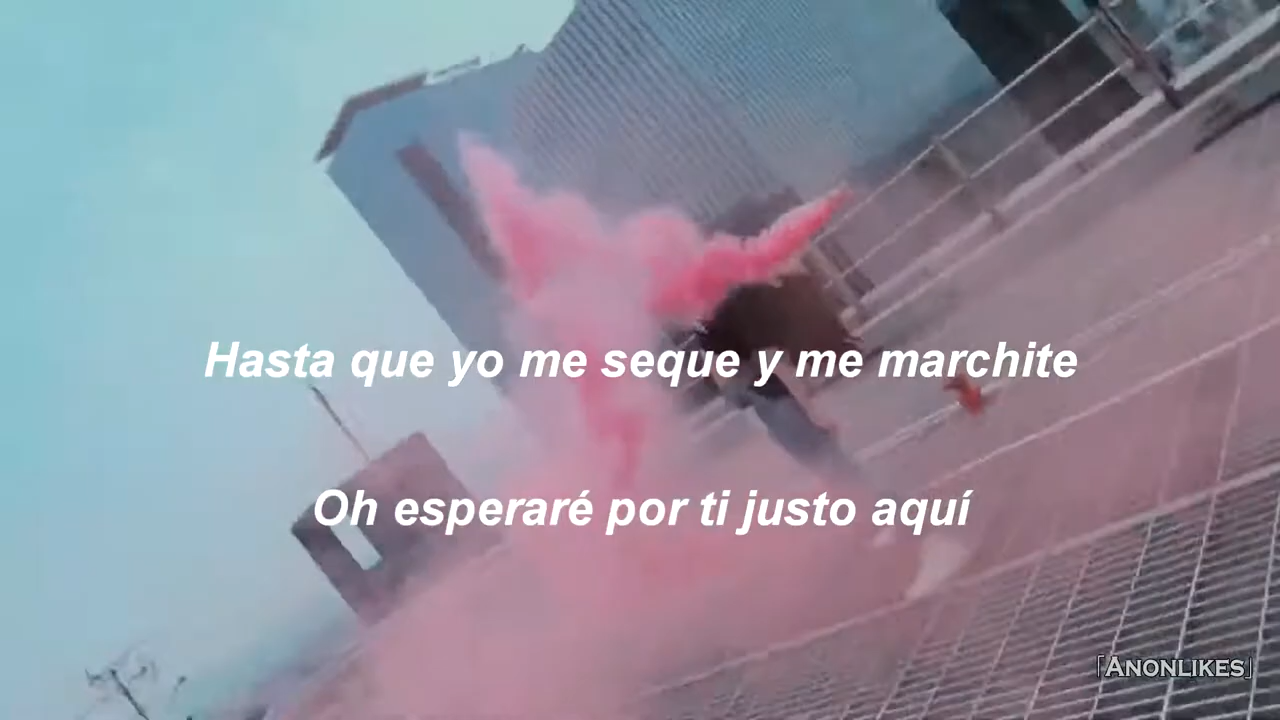 Hasta que yo me seque y me marchite
Oh esperaré por ti justo aquí
[ANONLIKES]